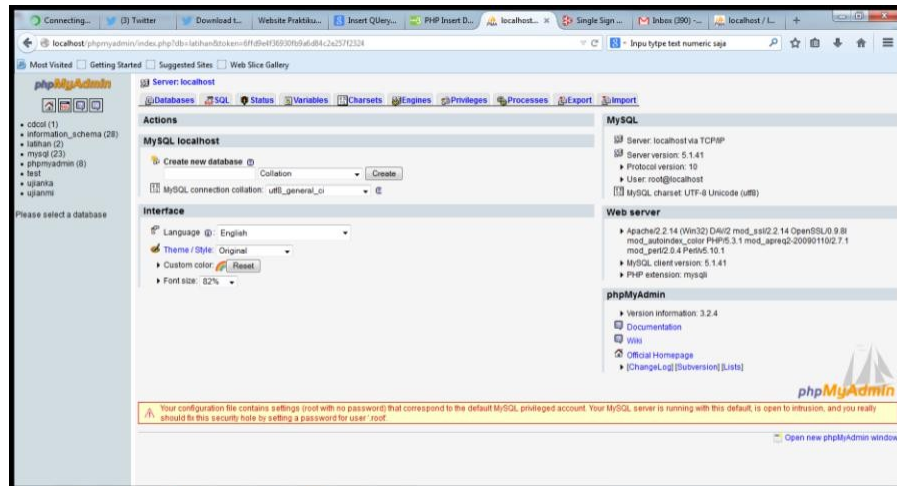 Connecting...
(3) Twitter
Download t...
Website Praktiku...
Insert QUery...
PHP Insert D...
localhost...
Single Sign ...
Inbox (390) -...
localhost / l...
localhost/phpmyadmin/index.php?db=latihan&token=6ffd9e4f36930fb9a6d84c2e257f2324
Inpu tytpe text numeric saja
Most Visited Getting Started Suggested Sites Web Slice Gallery
phpMyAdmin
cdcol (1)
information_schema (28)
latihan (2)
mysql (23)
phpmyadmin (8)
test
ujianka
ujianmi
Please select a database
Server: localhost
Databases SQL Status Variables Charsets Engines Privileges Processes Export Import
Actions
MySQL localhost
Create new database
Collation Create
MySQL connection collation: utf8_general_ci
Interface
Language: English
Theme / Style: Original
Custom color: Reset
Font size: 82%
MySQL
Server: localhost via TCP/IP
Server version: 5.1.41
Protocol version: 10
User: root@localhost
MySQL charset: UTF-8 Unicode (utf8)
Web server
Apache/2.2.14 (Win32) DAV/2 mod_ssl/2.2.14 OpenSSL/0.9.8l
mod_autoindex_color PHP/5.3.1 mod_apreq2-20090110/2.7.1
mod_perl/2.0.4 Perl/v5.10.1
MySQL client version: 5.1.41
PHP extension: mysqli
phpMyAdmin
Version information: 3.2.4
Documentation
Wiki
Official Homepage
[ChangeLog] [Subversion] [Lists]
phpMyAdmin
Your configuration file contains settings (root with no password) that correspond to the default MySQL privileged account. Your MySQL server is running with this default, is open to intrusion, and you really
should fix this security hole by setting a password for user 'root'.
Open new phpMyAdmin window